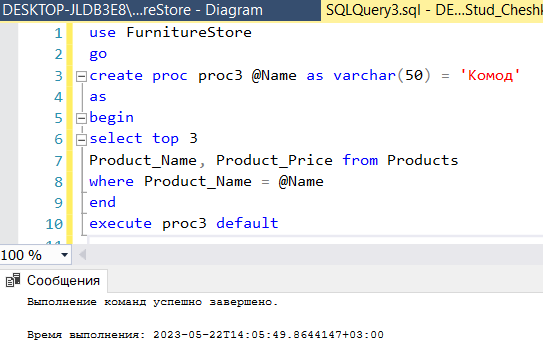 DESKTOP-JLDB3E8\...reStore - Diagram
SQLQuery3.sql - DE...Stud_Cheshk
1 use FurnitureStore
2 go
3 create proc proc3 @Name as varchar(50) = 'Комод'
4 as
5 begin
6 select top 3
7 Product_Name, Product_Price from Products
8 where Product_Name = @Name
9 end
10 execute proc3 default
11
100 %
Сообщения
Выполнение команд успешно завершено.
Время выполнения: 2023-05-22T14:05:49.8644147+03:00